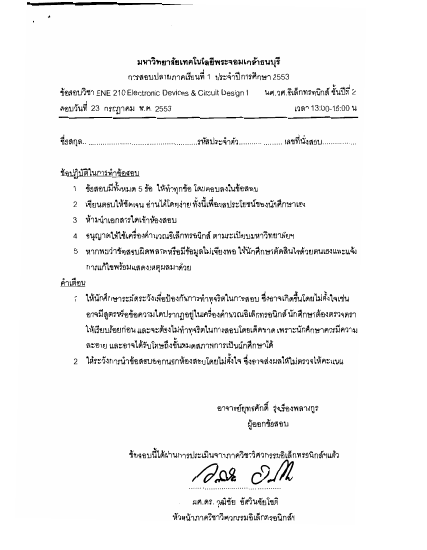 มหาวิทยาลัยเทคโนโลยีพระจอมเกล้าธนบุรี
การสอบปลายภาคเรียนที่ 1 ประจำปีการศึกษา 2553
ข้อสอบวิชา ENE 210 Electronic Devices & Circuit Design I นศ.วศ.อิเล็กทรอนิกส์ ชั้นปีที่ 2
สอบวันที่ 23 กรกฎาคม พ.ศ. 2553 เวลา 13:00-16:00 น
ชื่อสกุล........................................รหัสประจำตัว...............เลขที่นั่งสอบ..............
ข้อปฏิบัติในการทำข้อสอบ
1 ข้อสอบมีทั้งหมด 5 ข้อ ให้ทำทุกข้อ โดยตอบลงในข้อสอบ
2 เขียนตอบให้ชัดเจน อ่านได้โดยง่าย ทั้งนี้เพื่อผลประโยชน์ของนักศึกษาเอง
3 ห้ามนำเอกสารใดเข้าห้องสอบ
4 อนุญาตให้ใช้เครื่องคำนวณอิเล็กทรอนิกส์ ตามระเบียบมหาวิทยาลัยฯ
5 หากพบว่าข้อสอบผิดพลาดหรือมีข้อมูลไม่เพียงพอ ให้นักศึกษาตัดสินใจด้วยตนเองและแจ้ง
การแก้ไขพร้อมแสดงเหตุผลมาด้วย
คำเตือน
1 ให้นักศึกษาระมัดระวังเพื่อป้องกันการทำทุจริตในการสอบ ซึ่งอาจเกิดขึ้นโดยไม่ตั้งใจเช่น
อาจมีสูตรหรือข้อความใดปรากฏอยู่ในเครื่องคำนวณอิเล็กทรอนิกส์ นักศึกษาต้องตรวจตรา
ให้เรียบร้อยก่อน และจะต้องไม่ทำทุจริตในการสอบโดยเด็ดขาด เพราะนักศึกษาควรมีความ
ละอาย และอาจได้รับโทษถึงขั้นหมดสภาพการเป็นนักศึกษาได้
2 ให้ระวังการนำข้อสอบออกนอกห้องสอบโดยไม่ตั้งใจ ซึ่งอาจส่งผลให้ไม่ตรวจให้คะแนน
อาจารย์ยุทธศักดิ์ รุ่งเรืองพลางกูร
ผู้ออกข้อสอบ
ข้อสอบนี้ได้ผ่านการประเมินจากภาควิชาวิศวกรรมอิเล็กทรอนิกส์ฯแล้ว
ผศ.ดร. วุฒิชัย อัศวินชัยโชติ
หัวหน้าภาควิชาวิศวกรรมอิเล็กทรอนิกส์ฯ